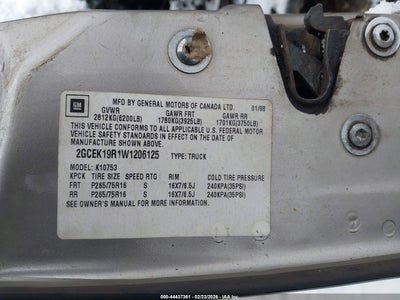 GM
MFD. BY GENERAL MOTORS OF CANADA LTD. 01/98
GVWR GAWR FRT GAWR RR
2812KG(6200LB) 1780KG(3925LB) 1701KG(3750LB)
THIS VEHICLE CONFORMS TO ALL APPLICABLE U.S. FEDERAL MOTOR
VEHICLE SAFETY STANDARDS IN EFFECT ON THE DATE OF
MANUFACTURE SHOWN ABOVE.
2GCEK19R1W1206125 TYPE: TRUCK
MODEL: K10753
KPCK TIRE SIZE SPEED RTG RIM COLD TIRE PRESSURE
FRT P265/75R16 S 16X7/6.5J 240KPA(35PSI)
RR P265/75R16 S 16X7/6.5J 240KPA(35PSI)
SEE OWNER'S MANUAL FOR MORE INFORMATION.
IAA 000-44437361 - 02/23/2026 - IAAI.COM